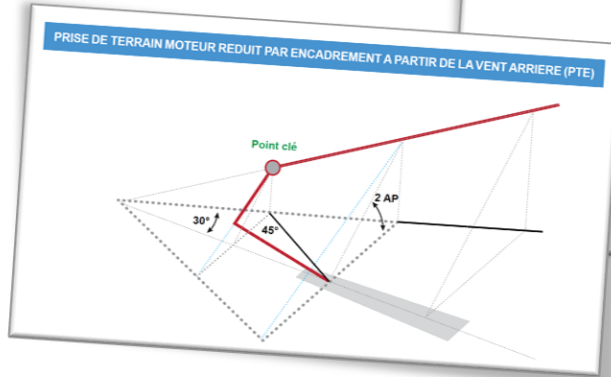 PRISE DE TERRAIN MOTEUR REDUIT PAR ENCADREMENT A PARTIR DE LA VENT ARRIERE (PTE)
Point clé
2 AP
30°
45°